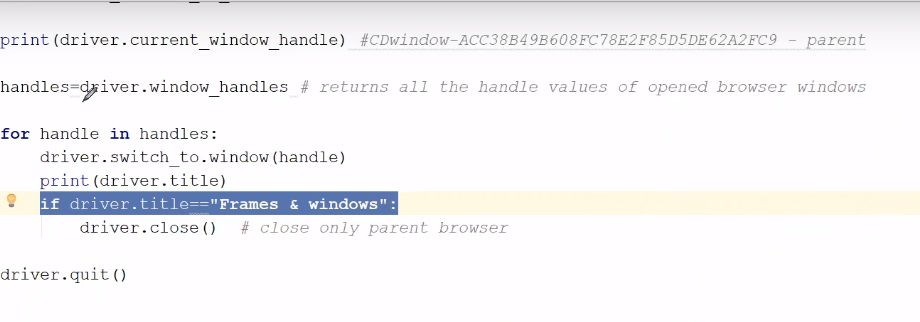 print(driver.current_window_handle) #CDwindow-ACC38B49B608FC78E2F85D5DE62A2FC9 - parent
handles=driver.window_handles # returns all the handle values of opened browser windows
for handle in handles:
driver.switch_to.window(handle)
print(driver.title)
if driver.title=="Frames & windows":
driver.close() # close only parent browser
driver.quit()